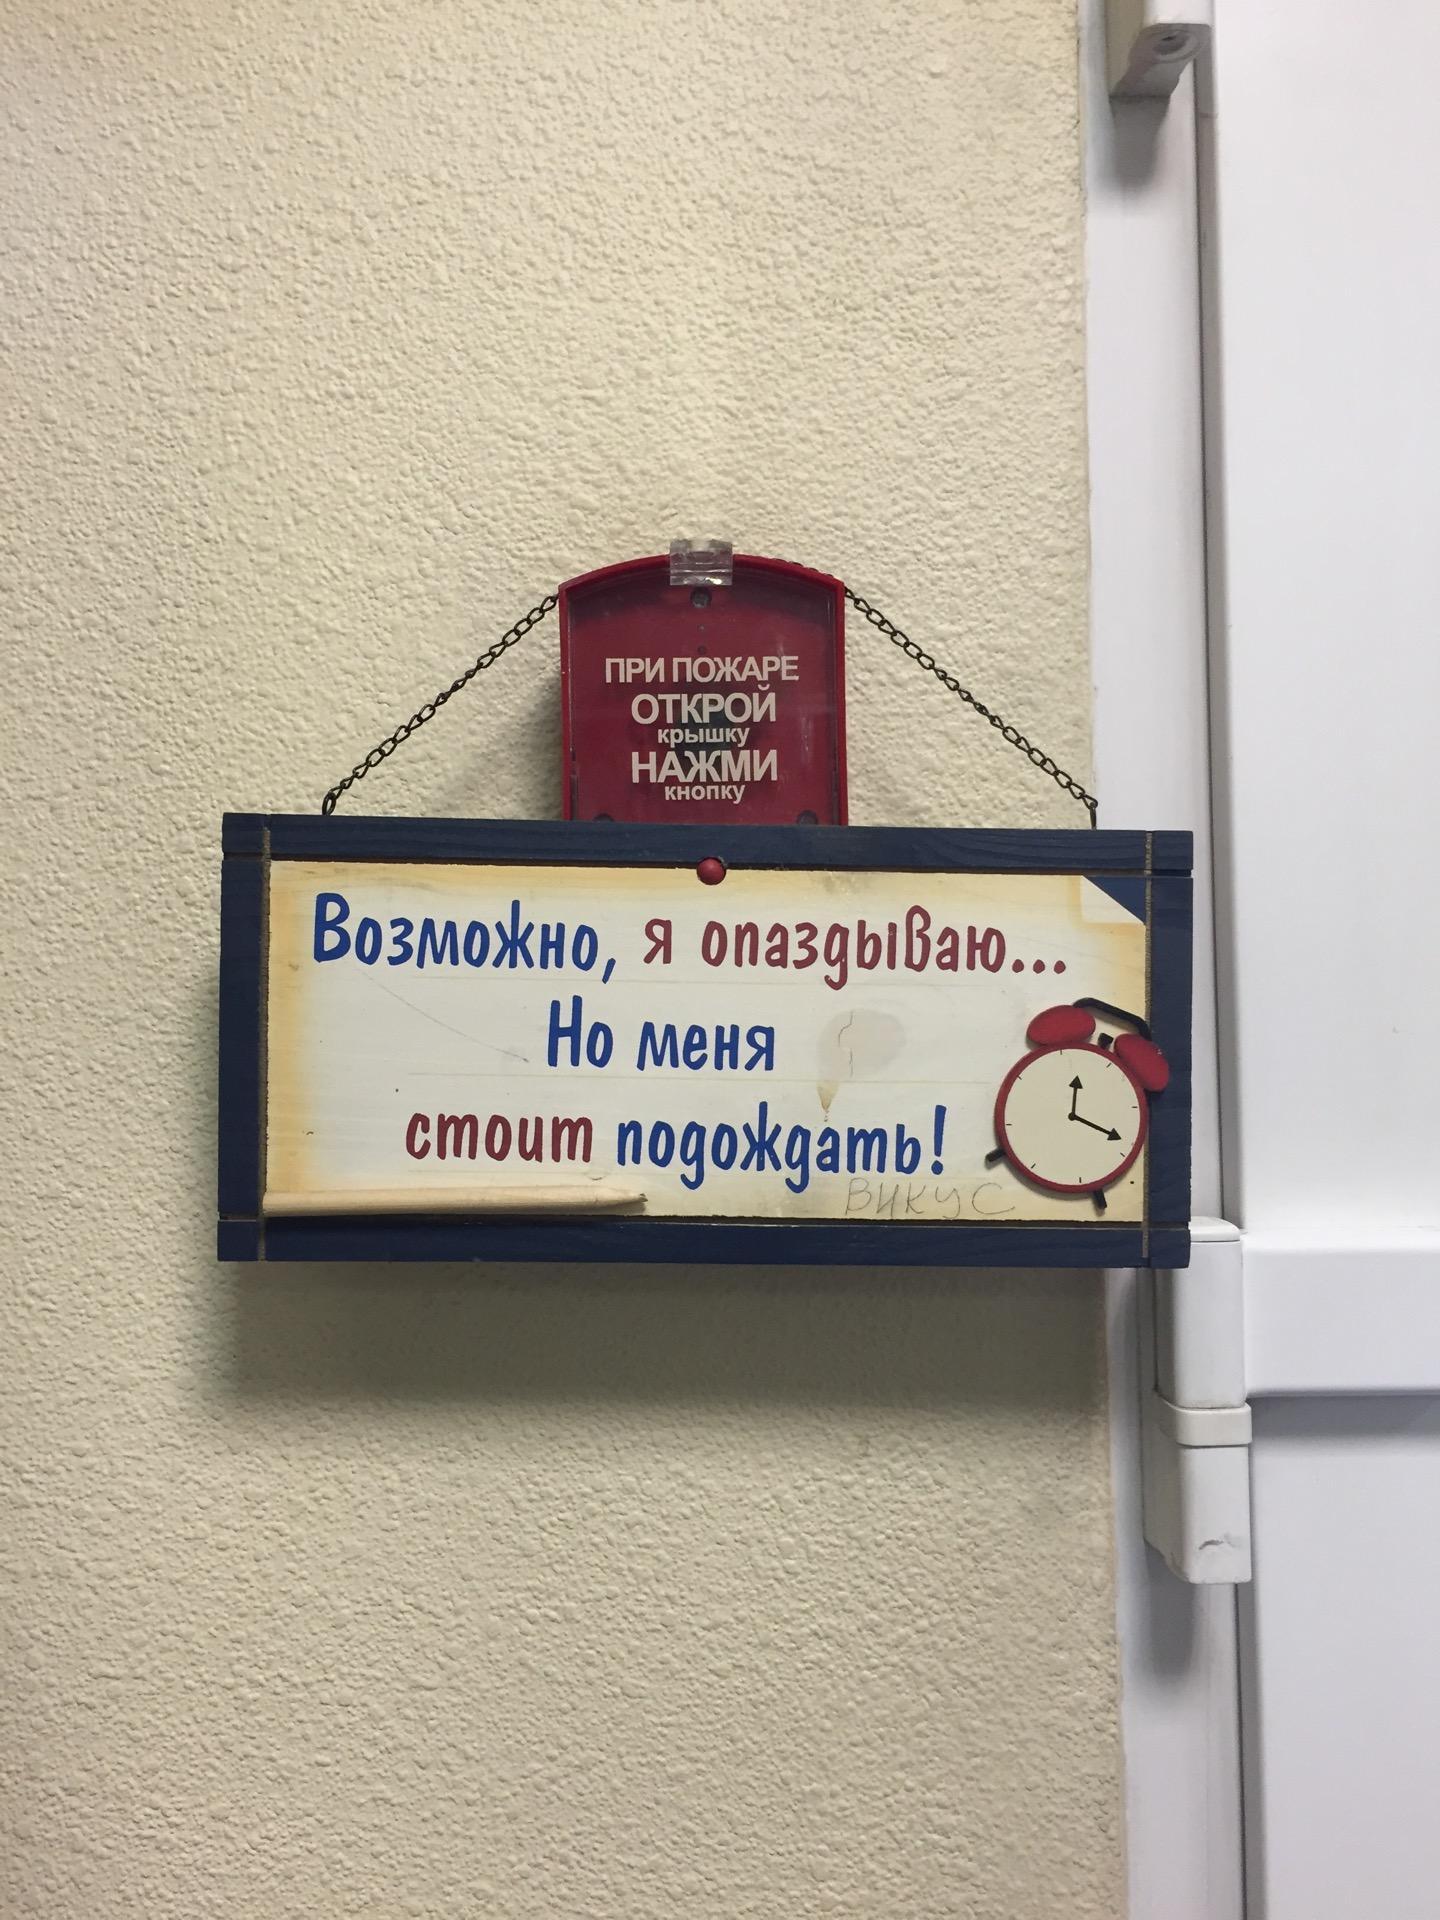 ПРИ ПОЖАРЕ
ОТКРОЙ
крышку
НАЖМИ
кнопку
Возможно, я опаздываю...
Но меня
стоит подождать!
ВИКУС